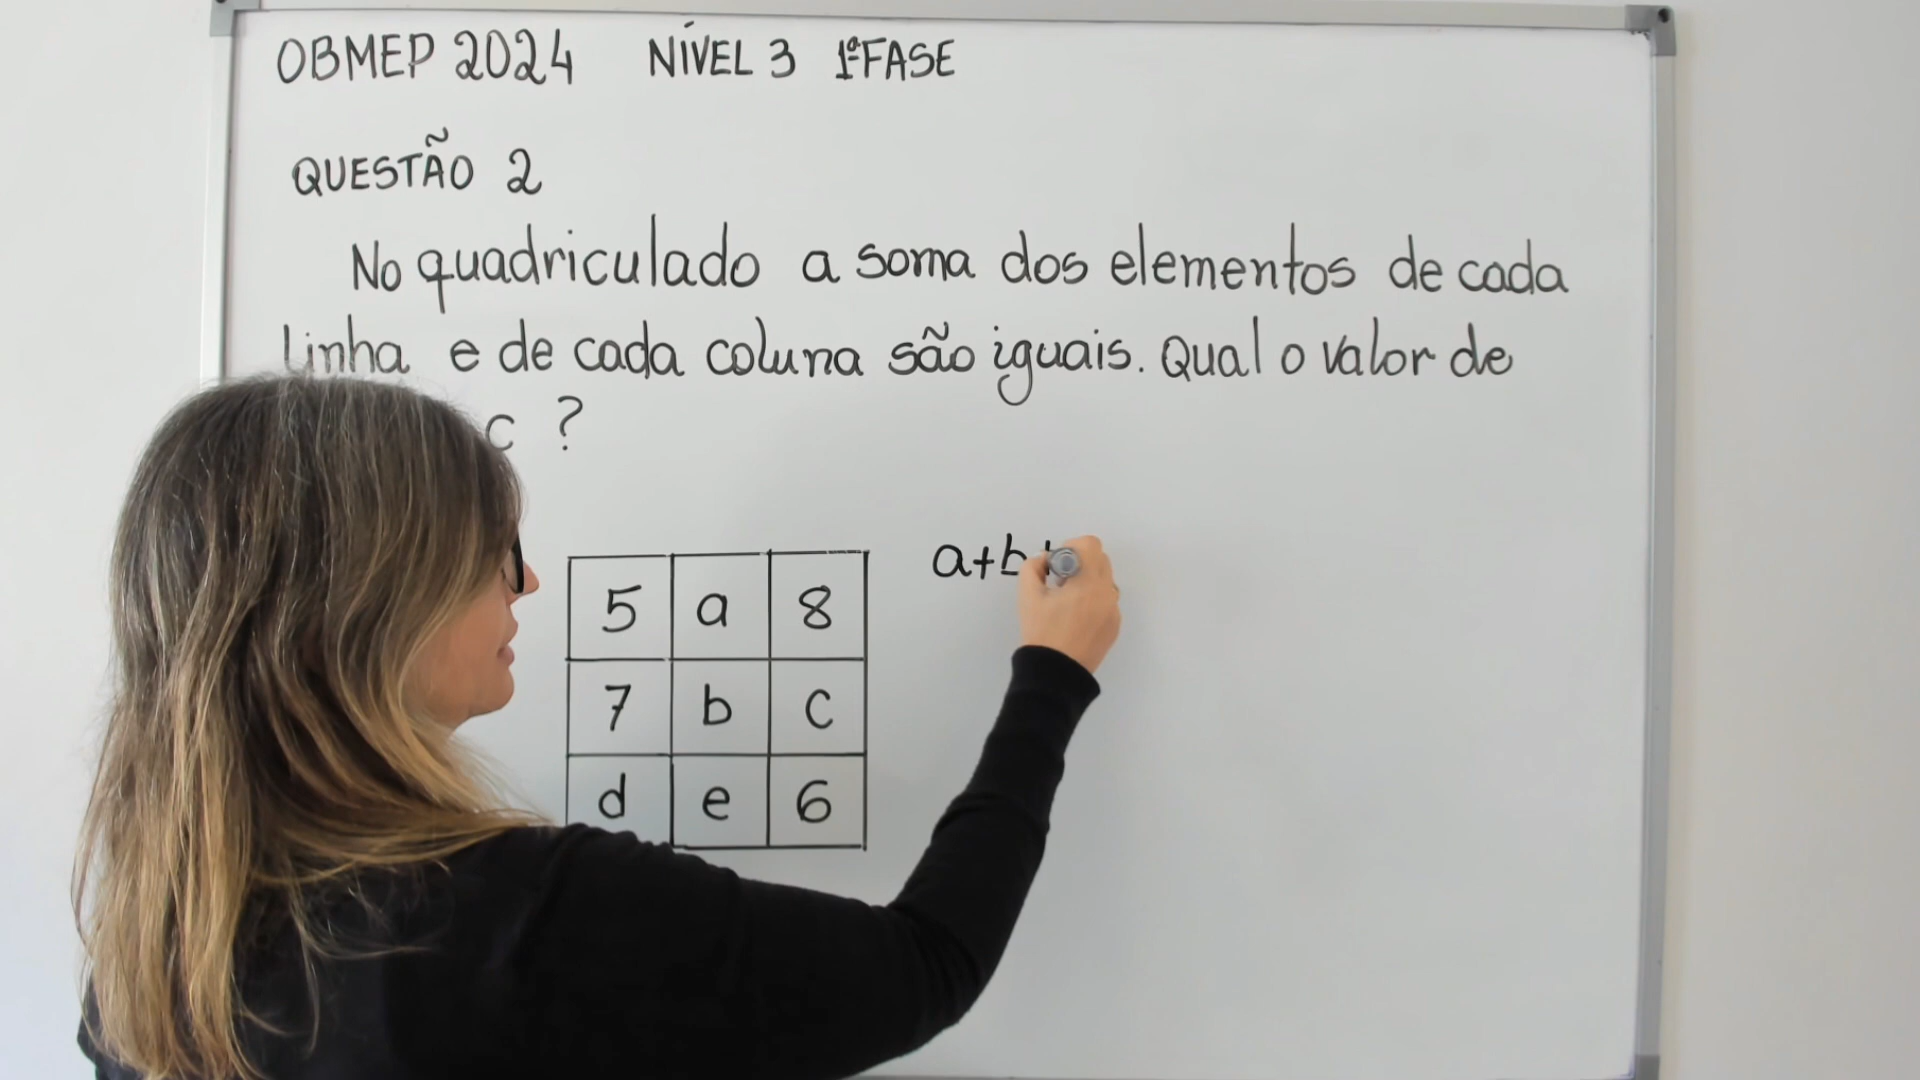 OBMEP 2024 NÍVEL 3 1ªFASE
QUESTÃO 2
No quadriculado a soma dos elementos de cada
linha e de cada coluna são iguais. Qual o valor de
c ?
a+b+
5 a 8
7 b c
d e 6